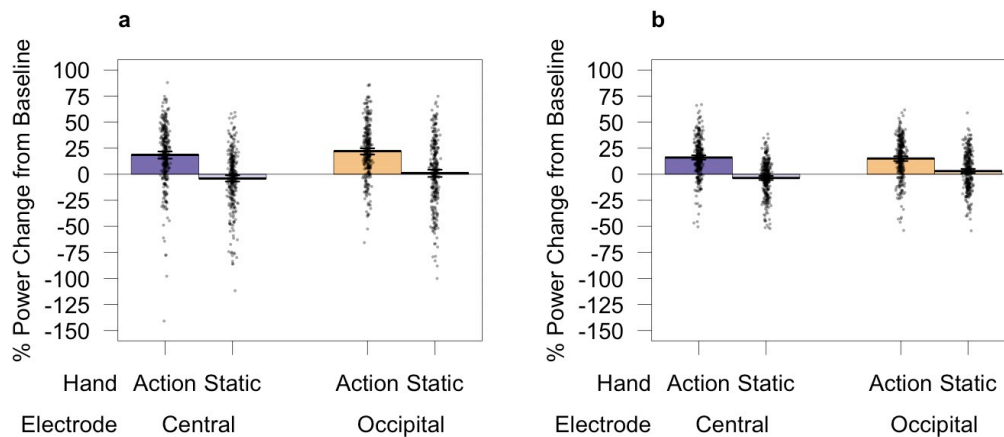 a
% Power Change from Baseline
100
75
50
25
0
-25
-50
-75
-100
-125
-150
Hand Action Static Action Static
Electrode Central Occipital
b
% Power Change from Baseline
100
75
50
25
0
-25
-50
-75
-100
-125
-150
Hand Action Static Action Static
Electrode Central Occipital